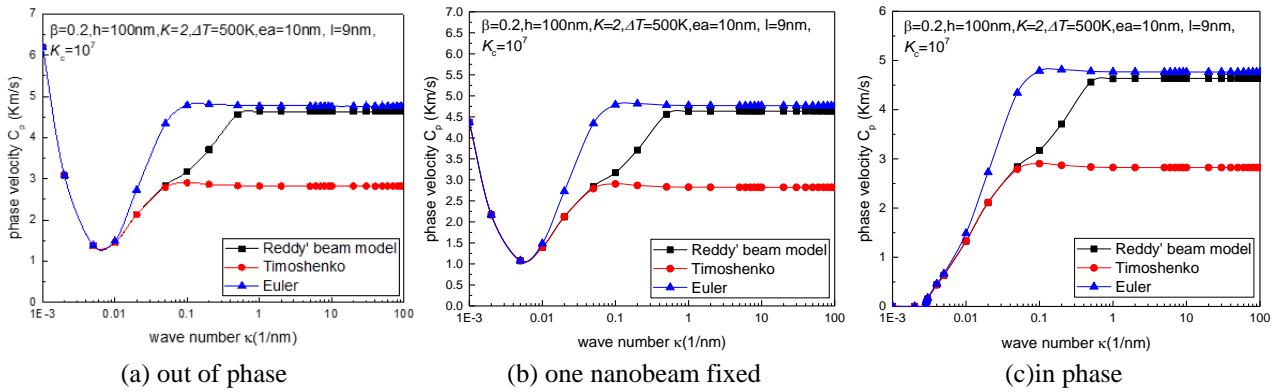 β=0.2,h=100nm,K=2,ΔT=500K,ea=10nm, l=9nm,
K_c=10^7
phase velocity C_p (Km/s)
7
6
5
4
3
2
1
0
Reddy' beam model
Timoshenko
Euler
1E-3 0.01 0.1 1 10 100
wave number κ(1/nm)
(a) out of phase
β=0.2,h=100nm,K=2,ΔT=500K,ea=10nm, l=9nm,
K_c=10^7
phase velocity C_p (Km/s)
7.0
6.5
6.0
5.5
5.0
4.5
4.0
3.5
3.0
2.5
2.0
1.5
1.0
0.5
0.0
Reddy' beam model
Timoshenko
Euler
1E-3 0.01 0.1 1 10 100
wave number κ(1/nm)
(b) one nanobeam fixed
β=0.2,h=100nm,K=2,ΔT=500K,ea=10nm, l=9nm,
K_c=10^7
phase velocity C_p (Km/s)
6
5
4
3
2
1
0
Reddy' beam model
Timoshenko
Euler
1E-3 0.01 0.1 1 10 100
wave number κ(1/nm)
(c)in phase